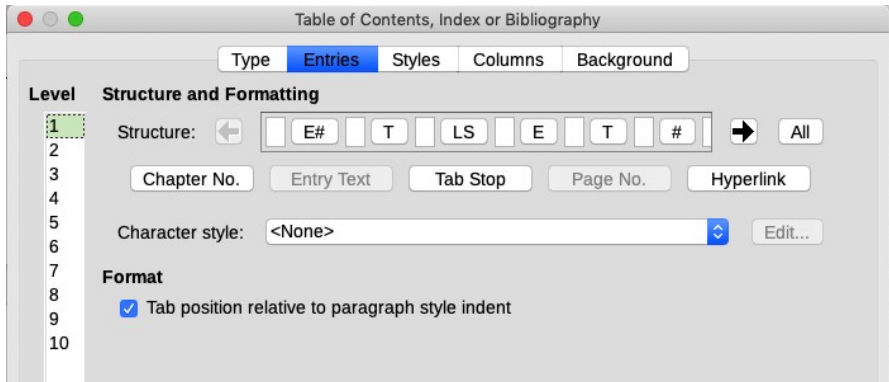 Table of Contents, Index or Bibliography
Type Entries Styles Columns Background
Level Structure and Formatting
1 Structure: E# T LS E T # All
2
3 Chapter No. Entry Text Tab Stop Page No. Hyperlink
4
5 Character style: <None> Edit...
6
7 Format
8 Tab position relative to paragraph style indent
9
10